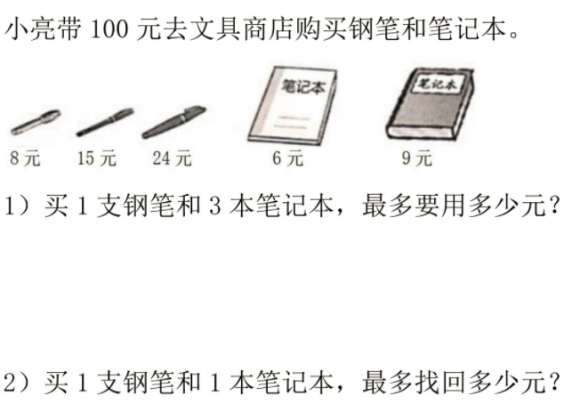 小亮带 100 元去文具商店购买钢笔和笔记本。
笔记本
笔记本
8 元 15 元 24 元 6 元 9 元
1）买 1 支钢笔和 3 本笔记本，最多要用多少元？
2）买 1 支钢笔和 1 本笔记本，最多找回多少元？